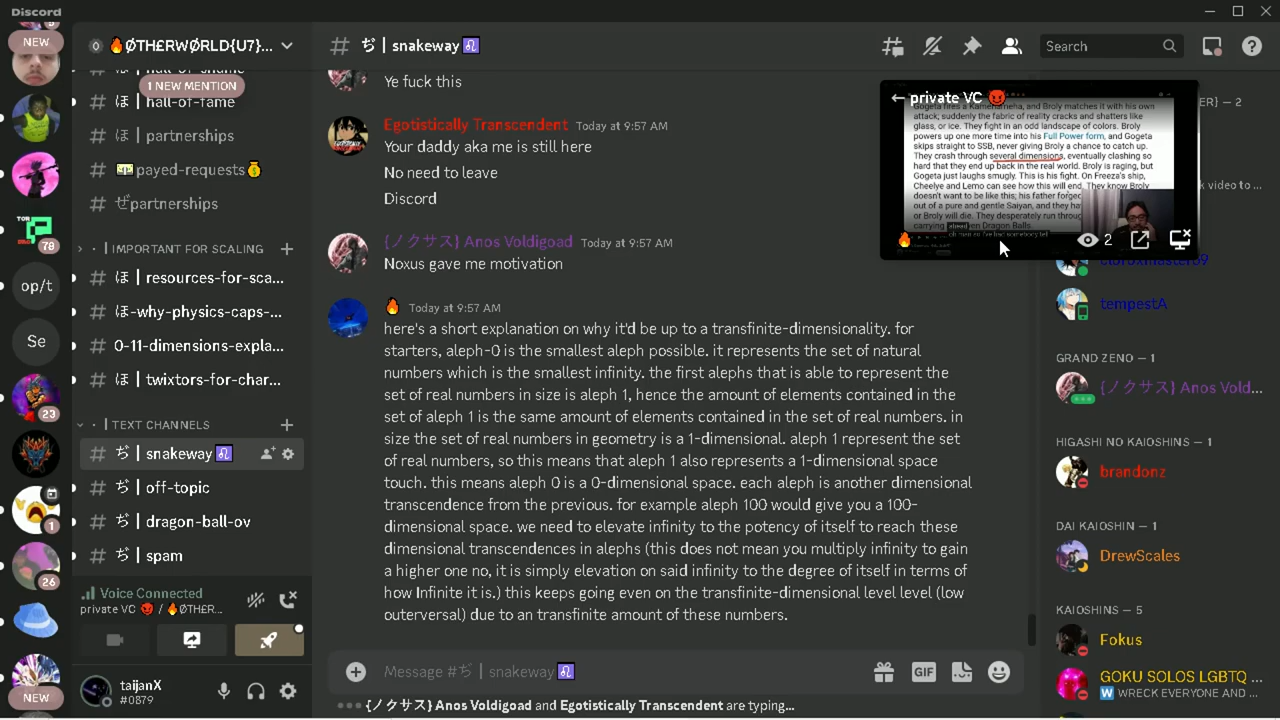 Discord
NEW
78
op/t
Se
23
1
26
NEW
🔥ØTHERWØRLD{U7}...
1 NEW MENTION
# ほ | hall-of-shame
# ほ | hall-of-fame
# ほ | partnerships
# 💵payed-requests💰
# ぜpartnerships
· | IMPORTANT FOR SCALING +
# ほ | resources-for-sca...
# ほ-why-physics-caps-...
# 0-11-dimensions-expla...
# ほ | twixtors-for-char...
· | TEXT CHANNELS +
# ぢ | snakeway♌
# ぢ | off-topic
# ぢ | dragon-ball-ov
# ぢ | spam
Voice Connected
private VC 😈 / 🔥ØTHER...
taijanX
#0879
# ぢ | snakeway♌
Search
Ye fuck this
Egotistically Transcendent Today at 9:57 AM
Your daddy aka me is still here
No need to leave
Discord
{ノクサス} Anos Voldigoad Today at 9:57 AM
Noxus gave me motivation
🔥 Today at 9:57 AM
here's a short explanation on why it'd be up to a transfinite-dimensionality. for
starters, aleph-0 is the smallest aleph possible. it represents the set of natural
numbers which is the smallest infinity. the first alephs that is able to represent the
set of real numbers in size is aleph 1, hence the amount of elements contained in the
set of aleph 1 is the same amount of elements contained in the set of real numbers. in
size the set of real numbers in geometry is a 1-dimensional. aleph 1 represent the set
of real numbers, so this means that aleph 1 also represents a 1-dimensional space
touch. this means aleph 0 is a 0-dimensional space. each aleph is another dimensional
transcendence from the previous. for example aleph 100 would give you a 100-
dimensional space. we need to elevate infinity to the potency of itself to reach these
dimensional transcendences in alephs (this does not mean you multiply infinity to gain
a higher one no, it is simply elevation on said infinity to the degree of itself in terms of
how Infinite it is.) this keeps going even on the transfinite-dimensional level level (low
outerversal) due to an transfinite amount of these numbers.
Message #ぢ | snakeway♌
GIF
{ノクサス} Anos Voldigoad and Egotistically Transcendent are typing...
← private VC 😈
Gogeta fires a Kamehameha, and Broly matches it with his own
attack; suddenly the fabric of reality cracks and shatters like
glass, or ice. They fight in an odd landscape of colors. Broly
powers up one more time into his Full Power form, and Gogeta
skips straight to SSB, never giving Broly a chance to catch up.
They crash through several dimensions, eventually clashing so
hard that they end up back in the real world. Broly is raging, but
Gogeta just laughs smugly. This is his fight. On Freeza's ship,
Cheelye and Lemo can see how this will end. They know Broly
doesn't want to be like this; his father forged
out of a pure and gentle Saiyan, and they ha
or Broly will die. They desperately run throu
carrying Dragon Balls.
2
ER} — 2
k video to ...
cloroxmaster69
tempestA
GRAND ZENO — 1
{ノクサス} Anos Vold...
HIGASHI NO KAIOSHINS — 1
brandonz
DAI KAIOSHIN — 1
DrewScales
KAIOSHINS — 5
Fokus
GOKU SOLOS LGBTQ ...
W WRECK EVERYONE AND ...